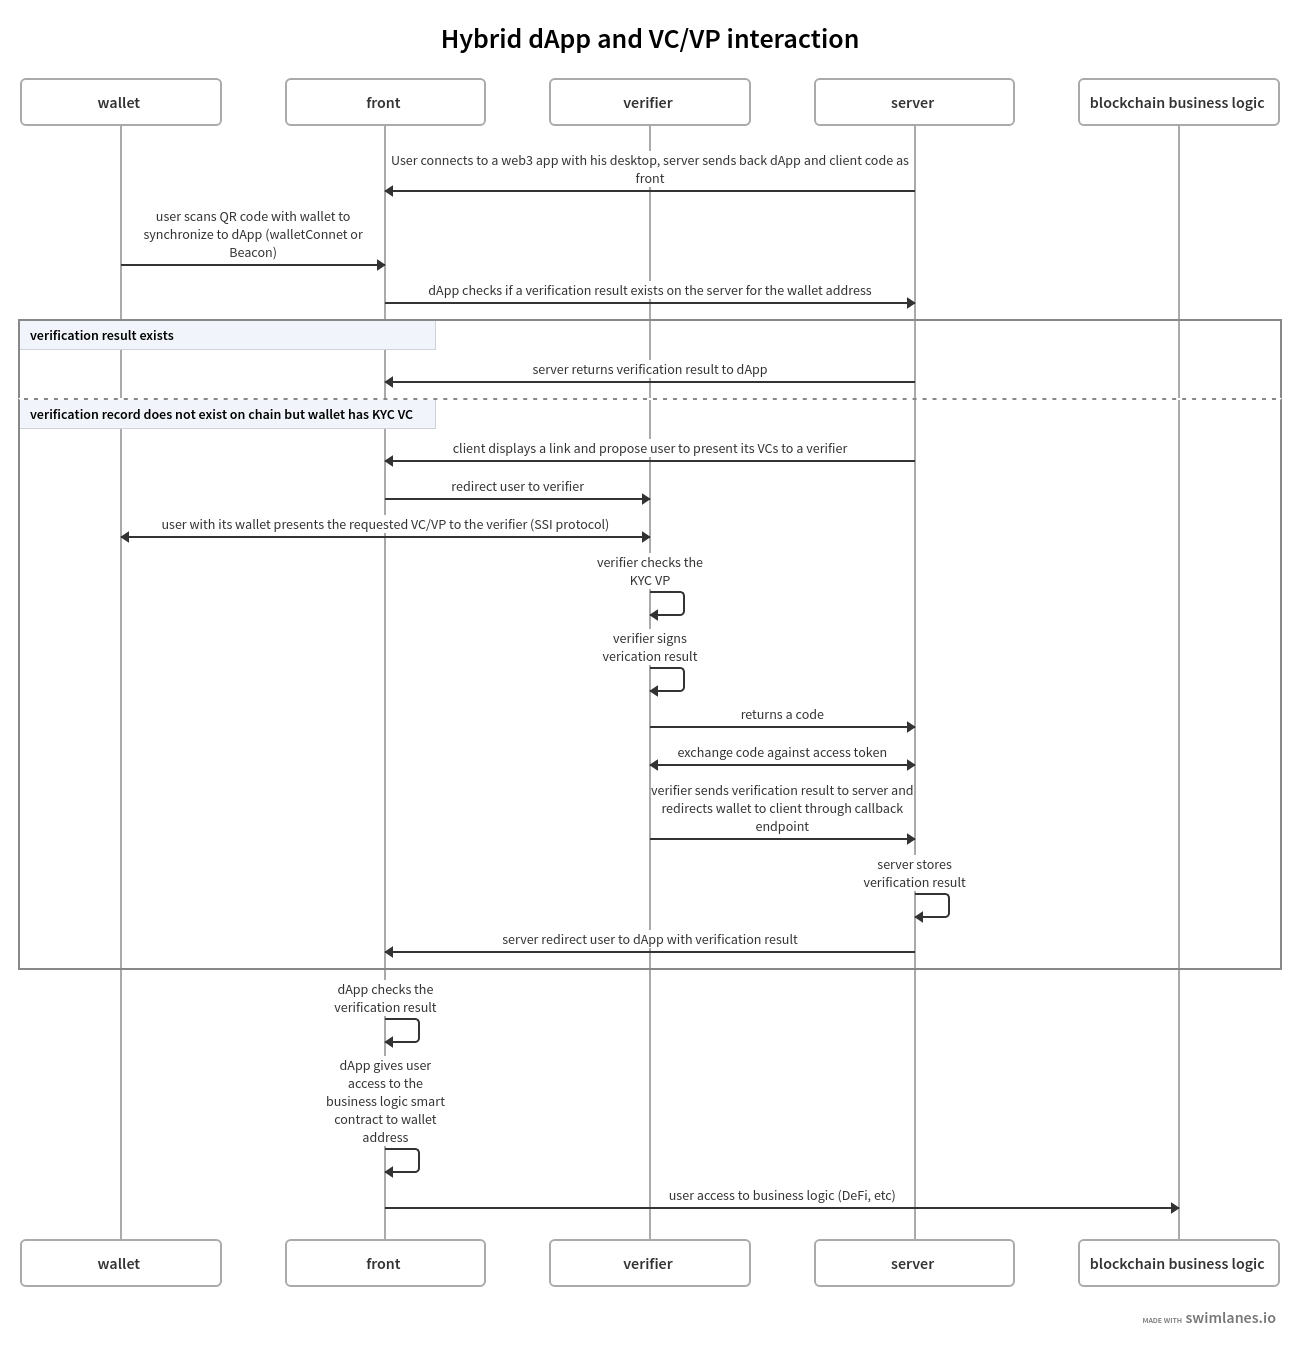 Hybrid dApp and VC/VP interaction
wallet
front
verifier
server
blockchain business logic
User connects to a web3 app with his desktop, server sends back dApp and client code as
front
user scans QR code with wallet to
synchronize to dApp (walletConnet or
Beacon)
dApp checks if a verification result exists on the server for the wallet address
verification result exists
server returns verification result to dApp
verification record does not exist on chain but wallet has KYC VC
client displays a link and propose user to present its VCs to a verifier
redirect user to verifier
user with its wallet presents the requested VC/VP to the verifier (SSI protocol)
verifier checks the
KYC VP
verifier signs
verication result
returns a code
exchange code against access token
verifier sends verification result to server and
redirects wallet to client through callback
endpoint
server stores
verification result
server redirect user to dApp with verification result
dApp checks the
verification result
dApp gives user
access to the
business logic smart
contract to wallet
address
user access to business logic (DeFi, etc)
wallet
front
verifier
server
blockchain business logic
MADE WITH swimlanes.io